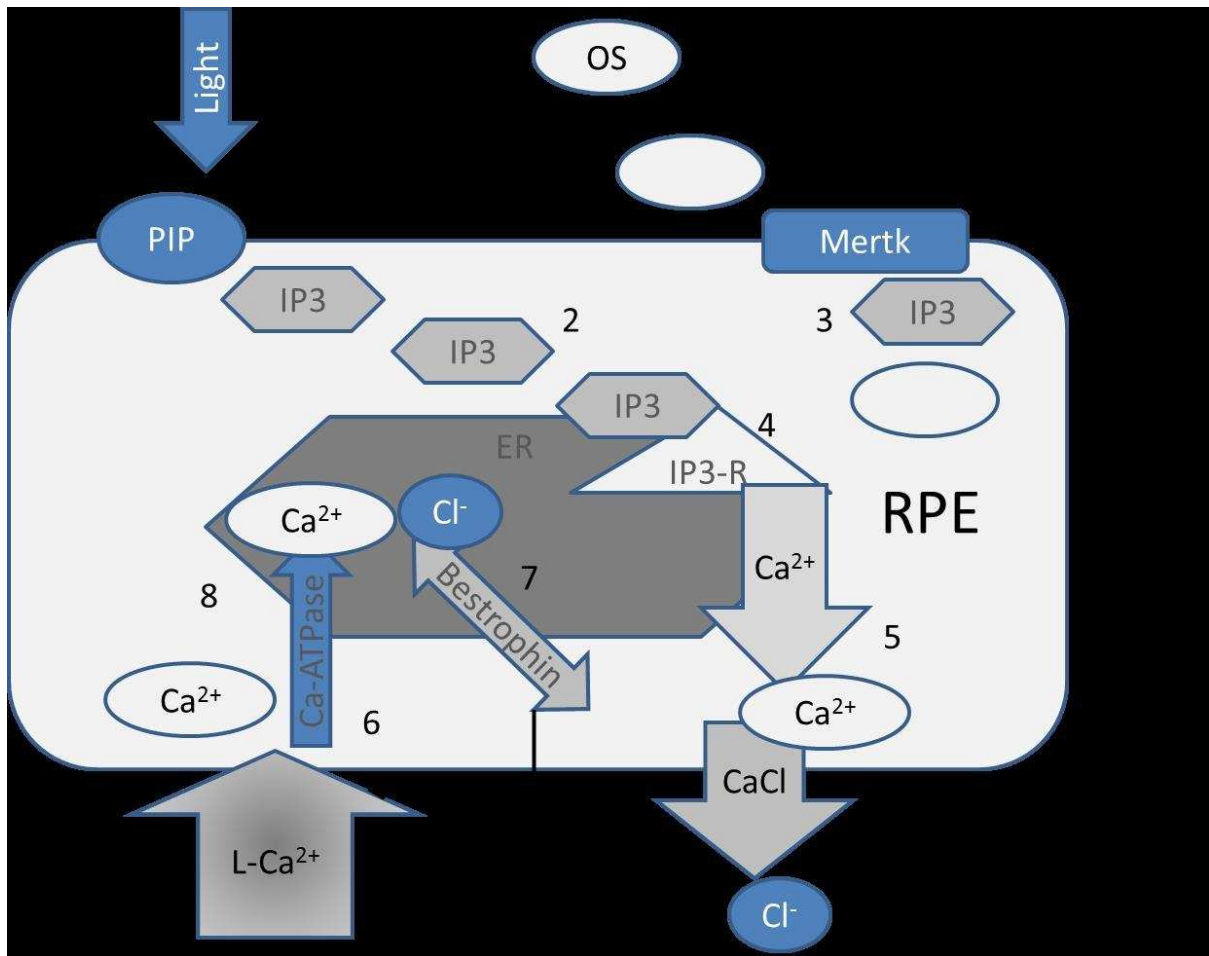 Light
OS
PIP
Mertk
IP3
2
3
IP3
IP3
IP3
4
ER
IP3-R
Ca²⁺
Cl⁻
RPE
Ca²⁺
7
8
Bestrophin
Ca-ATPase
5
Ca²⁺
6
Ca²⁺
CaCl
L-Ca²⁺
Cl⁻